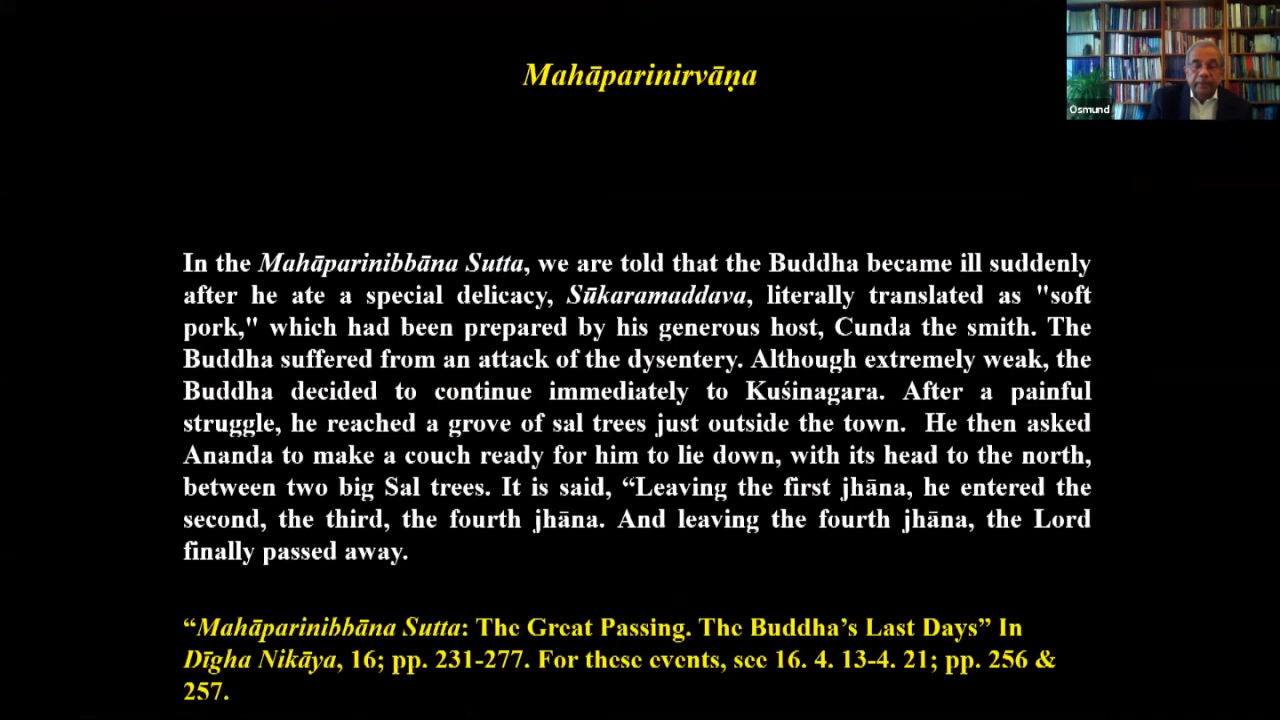 Mahāparinirvāṇa
Osmund
In the Mahāparinibbāna Sutta, we are told that the Buddha became ill suddenly
after he ate a special delicacy, Sūkaramaddava, literally translated as "soft
pork," which had been prepared by his generous host, Cunda the smith. The
Buddha suffered from an attack of the dysentery. Although extremely weak, the
Buddha decided to continue immediately to Kuśinagara. After a painful
struggle, he reached a grove of sal trees just outside the town. He then asked
Ananda to make a couch ready for him to lie down, with its head to the north,
between two big Sal trees. It is said, “Leaving the first jhāna, he entered the
second, the third, the fourth jhāna. And leaving the fourth jhāna, the Lord
finally passed away.
“Mahāparinibbāna Sutta: The Great Passing. The Buddha’s Last Days” In
Dīgha Nikāya, 16; pp. 231-277. For these events, see 16. 4. 13-4. 21; pp. 256 &
257.